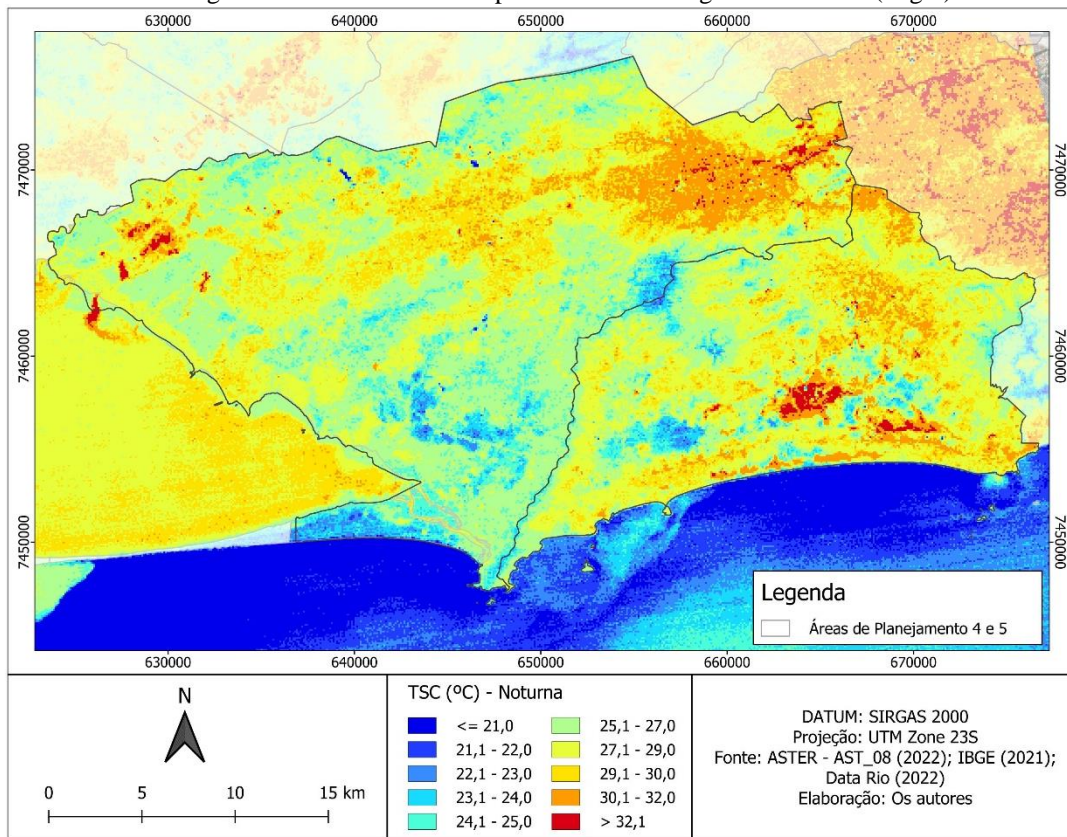 630000 640000 650000 660000 670000
7470000 7470000
7460000 7460000
7450000 7450000
Legenda
Áreas de Planejamento 4 e 5
630000 640000 650000 660000 670000
N
0 5 10 15 km
TSC (ºC) - Noturna
<= 21,0
21,1 - 22,0
22,1 - 23,0
23,1 - 24,0
24,1 - 25,0
25,1 - 27,0
27,1 - 29,0
29,1 - 30,0
30,1 - 32,0
> 32,1
DATUM: SIRGAS 2000
Projeção: UTM Zone 23S
Fonte: ASTER - AST_08 (2022); IBGE (2021);
Data Rio (2022)
Elaboração: Os autores